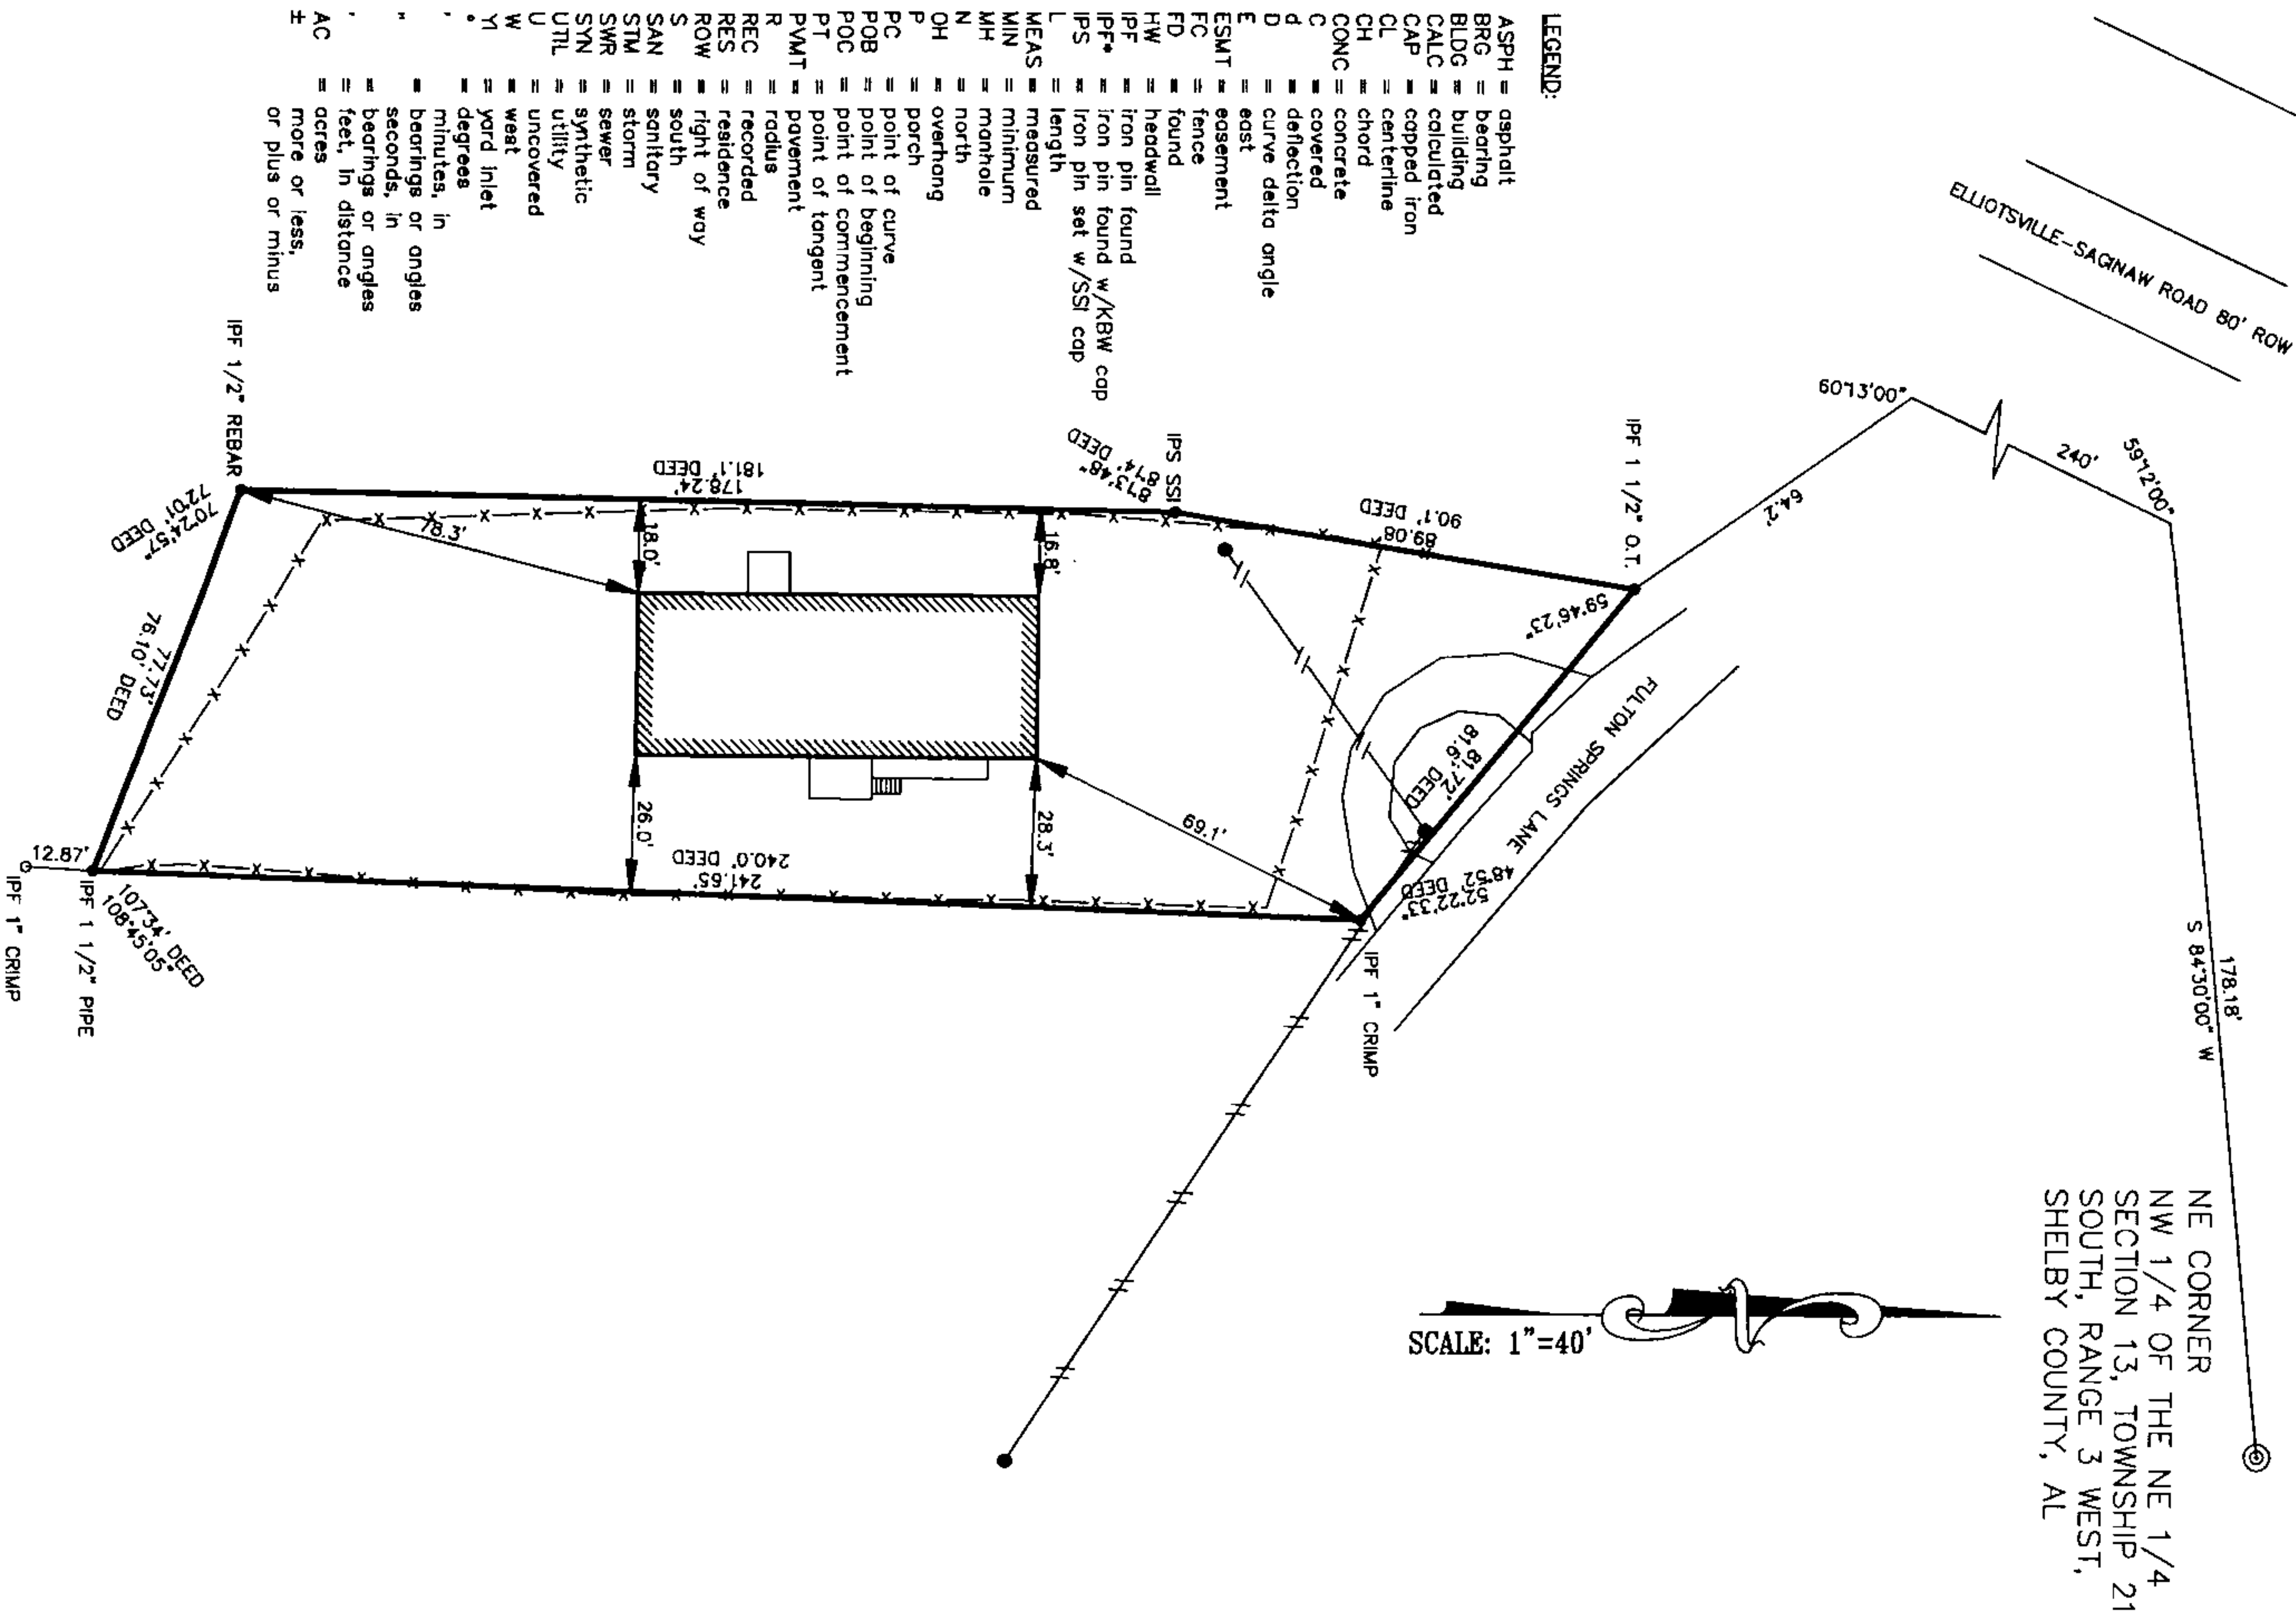 LEGEND:
ASPH = asphalt
BRG = bearing
BLDG = building
CALC = calculated
CAP = capped iron
CL = centerline
CH = chord
CONC = concrete
C = covered
d = deflection
D = curve delta angle
E = east
ESMT = easement
FC = fence
FD = found
HW = headwall
IPF = iron pin found
IPF* = iron pin found w/KBW cap
IPS = iron pin set w/SSI cap
L = length
MEAS = measured
MIN = minimum
MH = manhole
N = north
OH = overhang
P = porch
PC = point of curve
POB = point of beginning
POC = point of commencement
PT = point of tangent
PVMT = pavement
R = radius
REC = recorded
RES = residence
ROW = right of way
S = south
SAN = sanitary
STM = storm
SWR = sewer
SYN = synthetic
UTIL = utility
U = uncovered
W = west
YI = yard inlet
° = degrees
' = minutes, in
bearings or angles
" = seconds, in
bearings or angles
' = feet, in distance
AC = acres
± more or less,
or plus or minus
ELLIOTSVILLE-SAGINAW ROAD 80' ROW
60°13'00"
240'
59°12'00"
64.2'
178.18'
S 84°30'00" W
NE CORNER
NW 1/4 OF THE NE 1/4
SECTION 13, TOWNSHIP 21
SOUTH, RANGE 3 WEST,
SHELBY COUNTY, AL
SCALE: 1"=40'
IPF 1 1/2" O.T.
59°46'23"
89.08
90.1' DEED
IPS SSI
8°13'48"
8°14' DEED
FULTON SPRINGS LANE
81.72'
81.6' DEED
52°22'33"
48°52' DEED
IPF 1" CRIMP
178.24'
181.1' DEED
18.0'
16.8'
78.3'
69.1'
26.0'
28.3'
241.65'
240.0' DEED
IPF 1/2" REBAR
70°24'57"
72°01' DEED
77.73'
76.10' DEED
107°34' DEED
108°45'05"
IPF 1 1/2" PIPE
12.87'
IPF 1" CRIMP